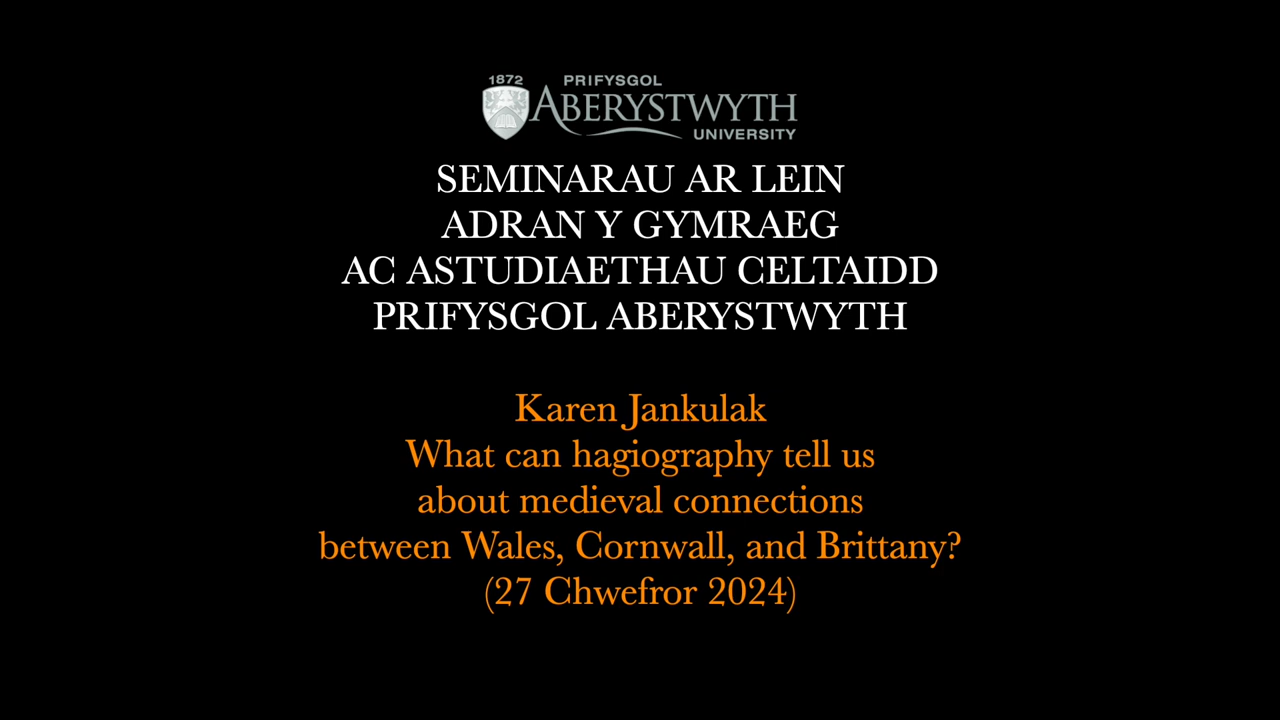 1872
PRIFYSGOL
ABERYSTWYTH
UNIVERSITY
SEMINARAU AR LEIN
ADRAN Y GYMRAEG
AC ASTUDIAETHAU CELTAIDD
PRIFYSGOL ABERYSTWYTH
Karen Jankulak
What can hagiography tell us
about medieval connections
between Wales, Cornwall, and Brittany?
(27 Chwefror 2024)